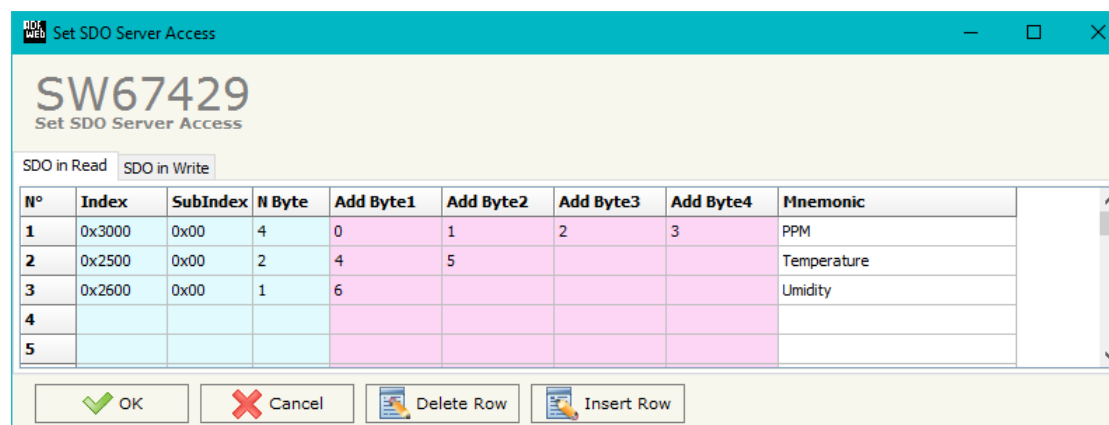 ADF WEB Set SDO Server Access
SW67429
Set SDO Server Access
SDO in Read SDO in Write
N° Index SubIndex N Byte Add Byte1 Add Byte2 Add Byte3 Add Byte4 Mnemonic
1 0x3000 0x00 4 0 1 2 3 PPM
2 0x2500 0x00 2 4 5 Temperature
3 0x2600 0x00 1 6 Umidity
4
5
OK Cancel Delete Row Insert Row